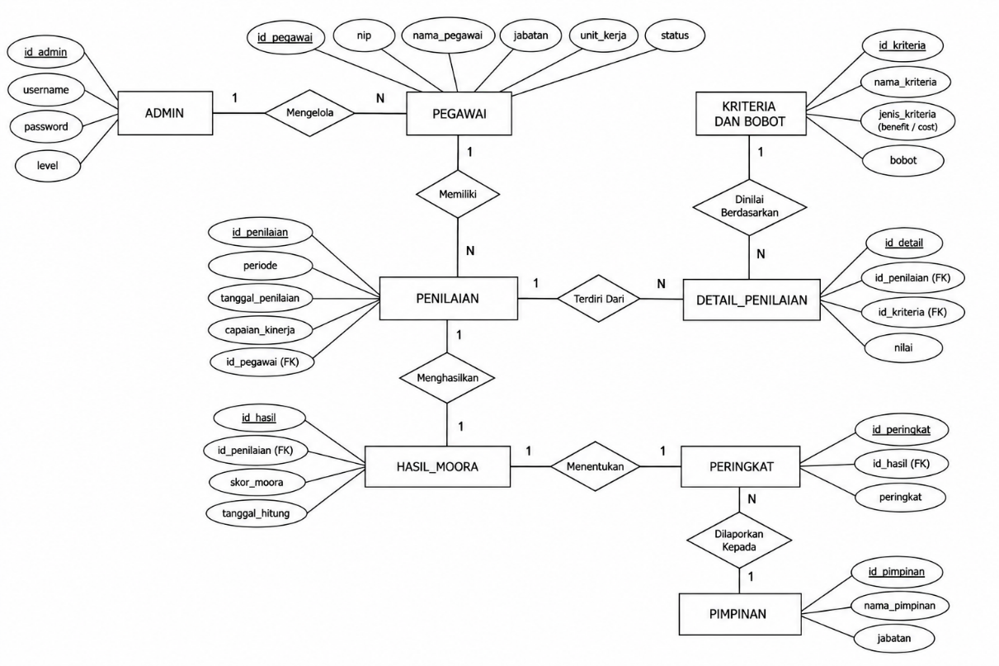 id_pegawai
nip
nama_pegawai
jabatan
unit_kerja
status
id_admin
username
password
level
ADMIN
1
Mengelola
N
PEGAWAI
KRITERIA
DAN BOBOT
id_kriteria
nama_kriteria
jenis_kriteria
(benefit / cost)
bobot
1
Memiliki
N
1
Dinilai
Berdasarkan
N
id_penilaian
periode
tanggal_penilaian
capaian_kinerja
id_pegawai (FK)
PENILAIAN
1
Terdiri Dari
N
DETAIL_PENILAIAN
id_detail
id_penilaian (FK)
id_kriteria (FK)
nilai
1
Menghasilkan
1
id_hasil
id_penilaian (FK)
skor_moora
tanggal_hitung
HASIL_MOORA
1
Menentukan
1
PERINGKAT
id_peringkat
id_hasil (FK)
peringkat
N
Dilaporkan
Kepada
1
PIMPINAN
id_pimpinan
nama_pimpinan
jabatan